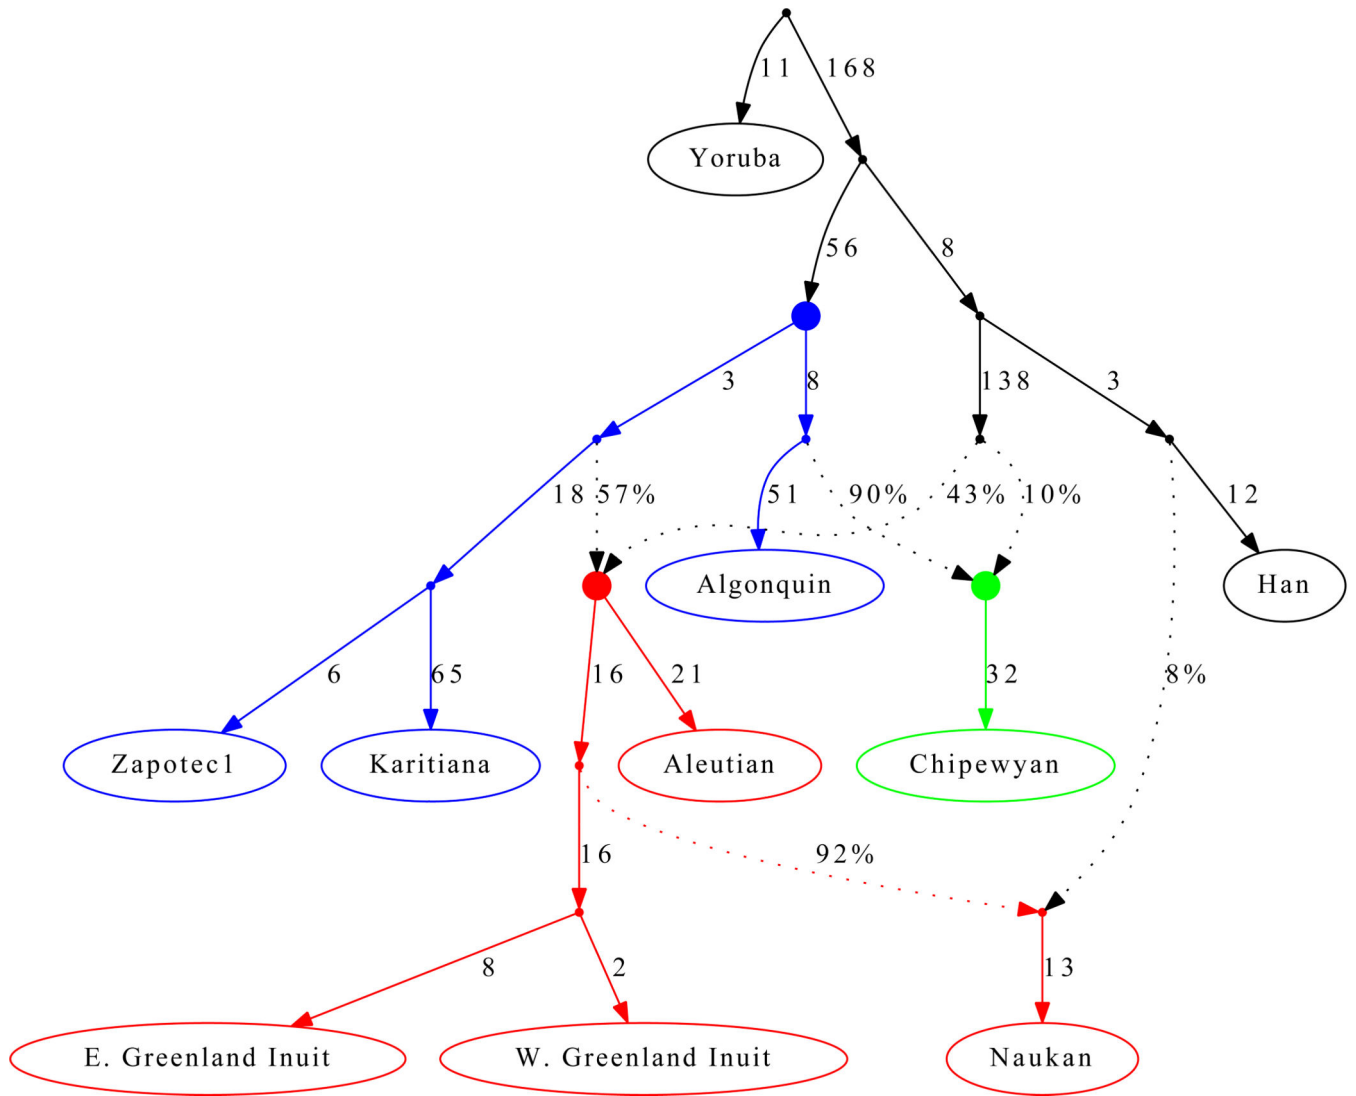 11 168
Yoruba
56 8
3 8 138 3
18 57% 51 90% 43% 10% 12
Algonquin Han
6 65 16 21 32 8%
Zapotec1 Karitiana Aleutian Chipewyan
16 92%
8 2 13
E. Greenland Inuit W. Greenland Inuit Naukan